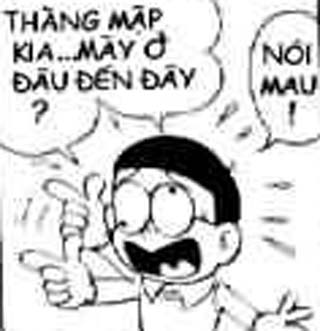 THẰNG MẬP
KIA...MÀY Ở
ĐÂU ĐẾN ĐÂY
?
NÓI
MAU
!